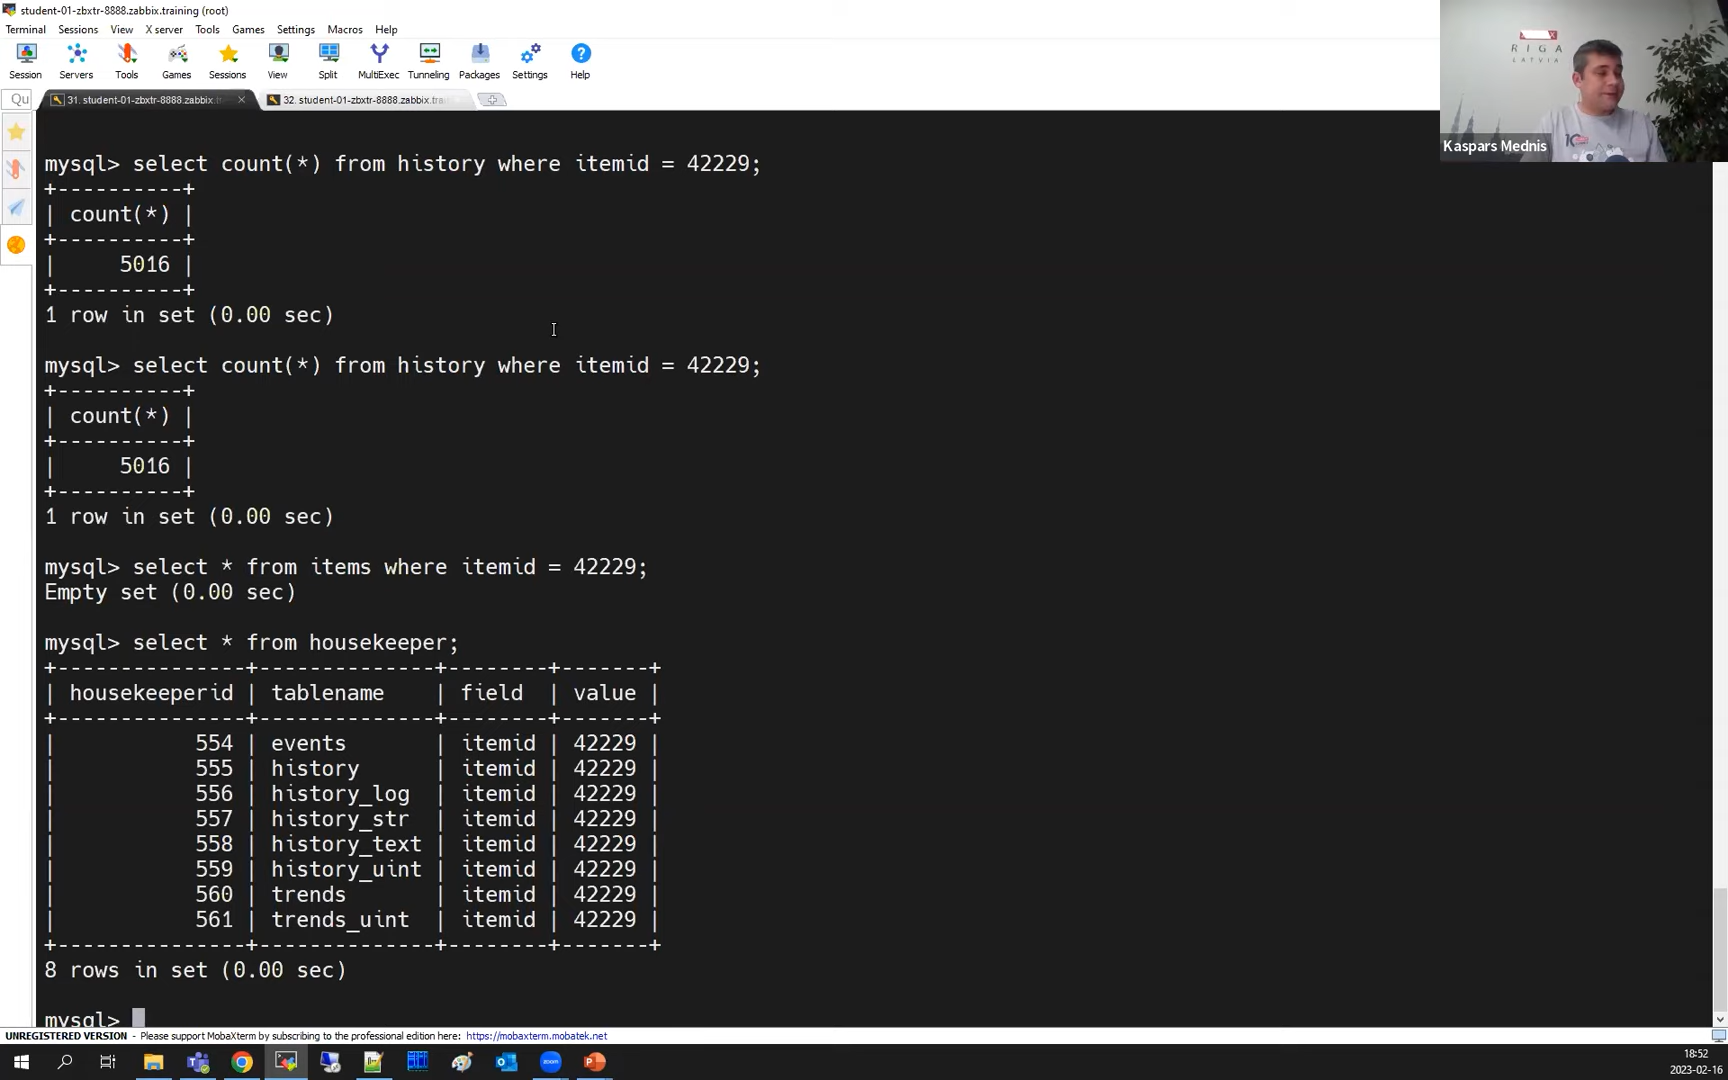 student-01-zbxtr-8888.zabbix.training (root)
Terminal Sessions View X server Tools Games Settings Macros Help
Session Servers Tools Games Sessions View Split MultiExec Tunneling Packages Settings Help
Qu 31. student-01-zbxtr-8888.zabbix.tr 32. student-01-zbxtr-8888.zabbix.tra
RIGA
LATVIA
Kaspars Mednis
mysql> select count(*) from history where itemid = 42229;
+----------+
| count(*) |
+----------+
|     5016 |
+----------+
1 row in set (0.00 sec)
mysql> select count(*) from history where itemid = 42229;
+----------+
| count(*) |
+----------+
|     5016 |
+----------+
1 row in set (0.00 sec)
mysql> select * from items where itemid = 42229;
Empty set (0.00 sec)
mysql> select * from housekeeper;
+---------------+--------------+--------+-------+
| housekeeperid | tablename    | field  | value |
+---------------+--------------+--------+-------+
|           554 | events       | itemid | 42229 |
|           555 | history      | itemid | 42229 |
|           556 | history_log  | itemid | 42229 |
|           557 | history_str  | itemid | 42229 |
|           558 | history_text | itemid | 42229 |
|           559 | history_uint | itemid | 42229 |
|           560 | trends       | itemid | 42229 |
|           561 | trends_uint  | itemid | 42229 |
+---------------+--------------+--------+-------+
8 rows in set (0.00 sec)
mysql>
UNREGISTERED VERSION - Please support MobaXterm by subscribing to the professional edition here: https://mobaxterm.mobatek.net
zoom
18:52
2023-02-16